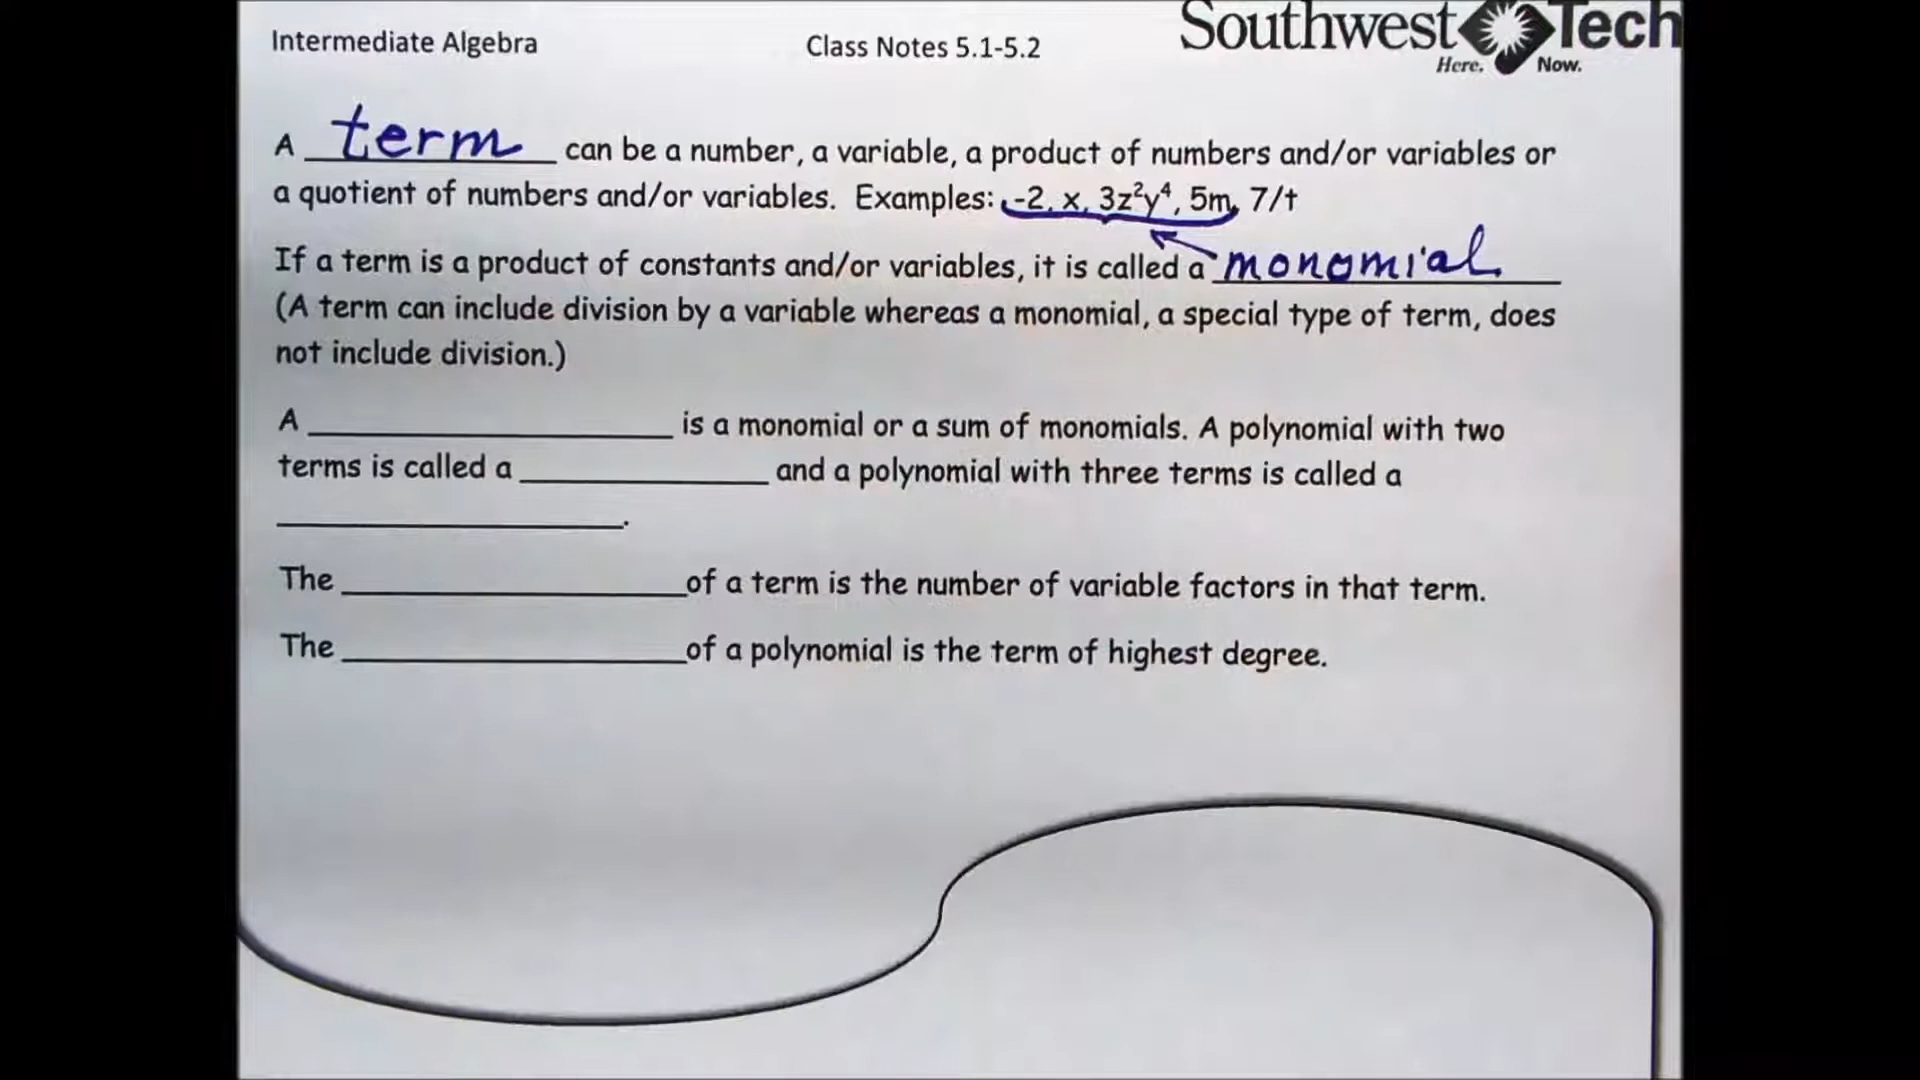 Intermediate Algebra Class Notes 5.1-5.2 Southwest Tech
Here. Now.
A term can be a number, a variable, a product of numbers and/or variables or
a quotient of numbers and/or variables. Examples: -2, x, 3z²y⁴, 5m, 7/t
If a term is a product of constants and/or variables, it is called a monomial.
(A term can include division by a variable whereas a monomial, a special type of term, does
not include division.)
A ____________ is a monomial or a sum of monomials. A polynomial with two
terms is called a ____________ and a polynomial with three terms is called a
____________.
The ____________ of a term is the number of variable factors in that term.
The ____________ of a polynomial is the term of highest degree.